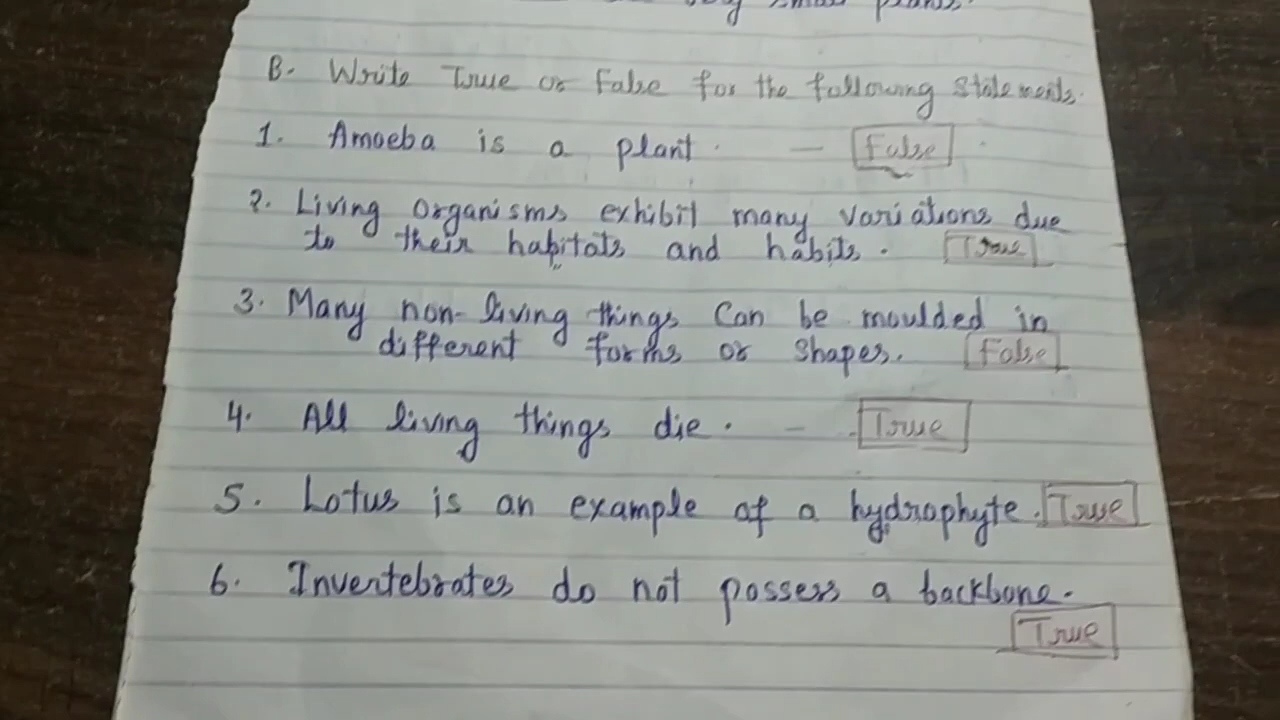 small plants.
B. Write True or False for the following statements.
1. Amoeba is a plant. - False
2. Living organisms exhibit many variations due
to their habitats and habits. True
3. Many non-living things can be moulded in
different forms or shapes. False
4. All living things die. - True
5. Lotus is an example of a hydrophyte. True
6. Invertebrates do not possess a backbone.
True